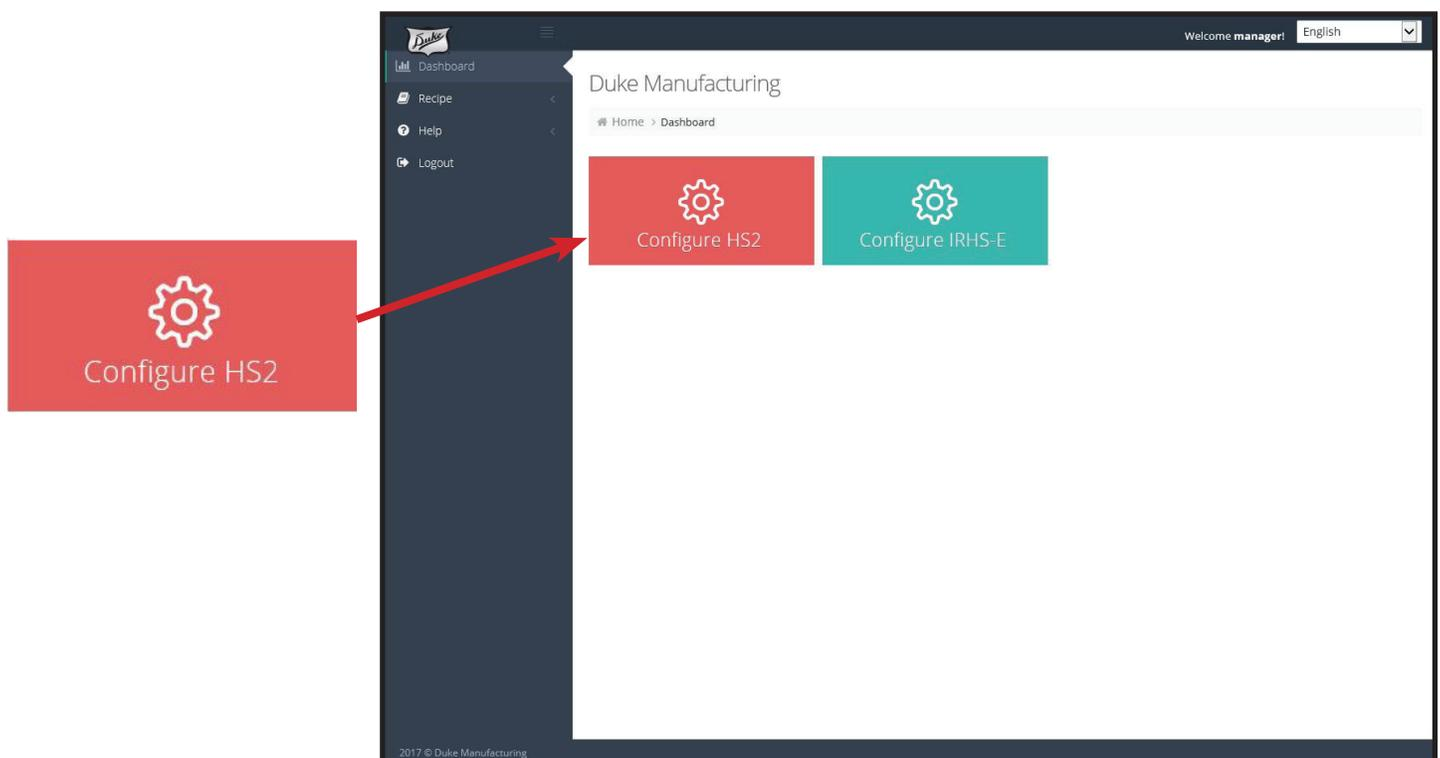 Duke
Welcome manager!
English
Dashboard
Recipe
Help
Logout
Duke Manufacturing
Home > Dashboard
Configure HS2
Configure IRHS-E
Configure HS2
2017 © Duke Manufacturing